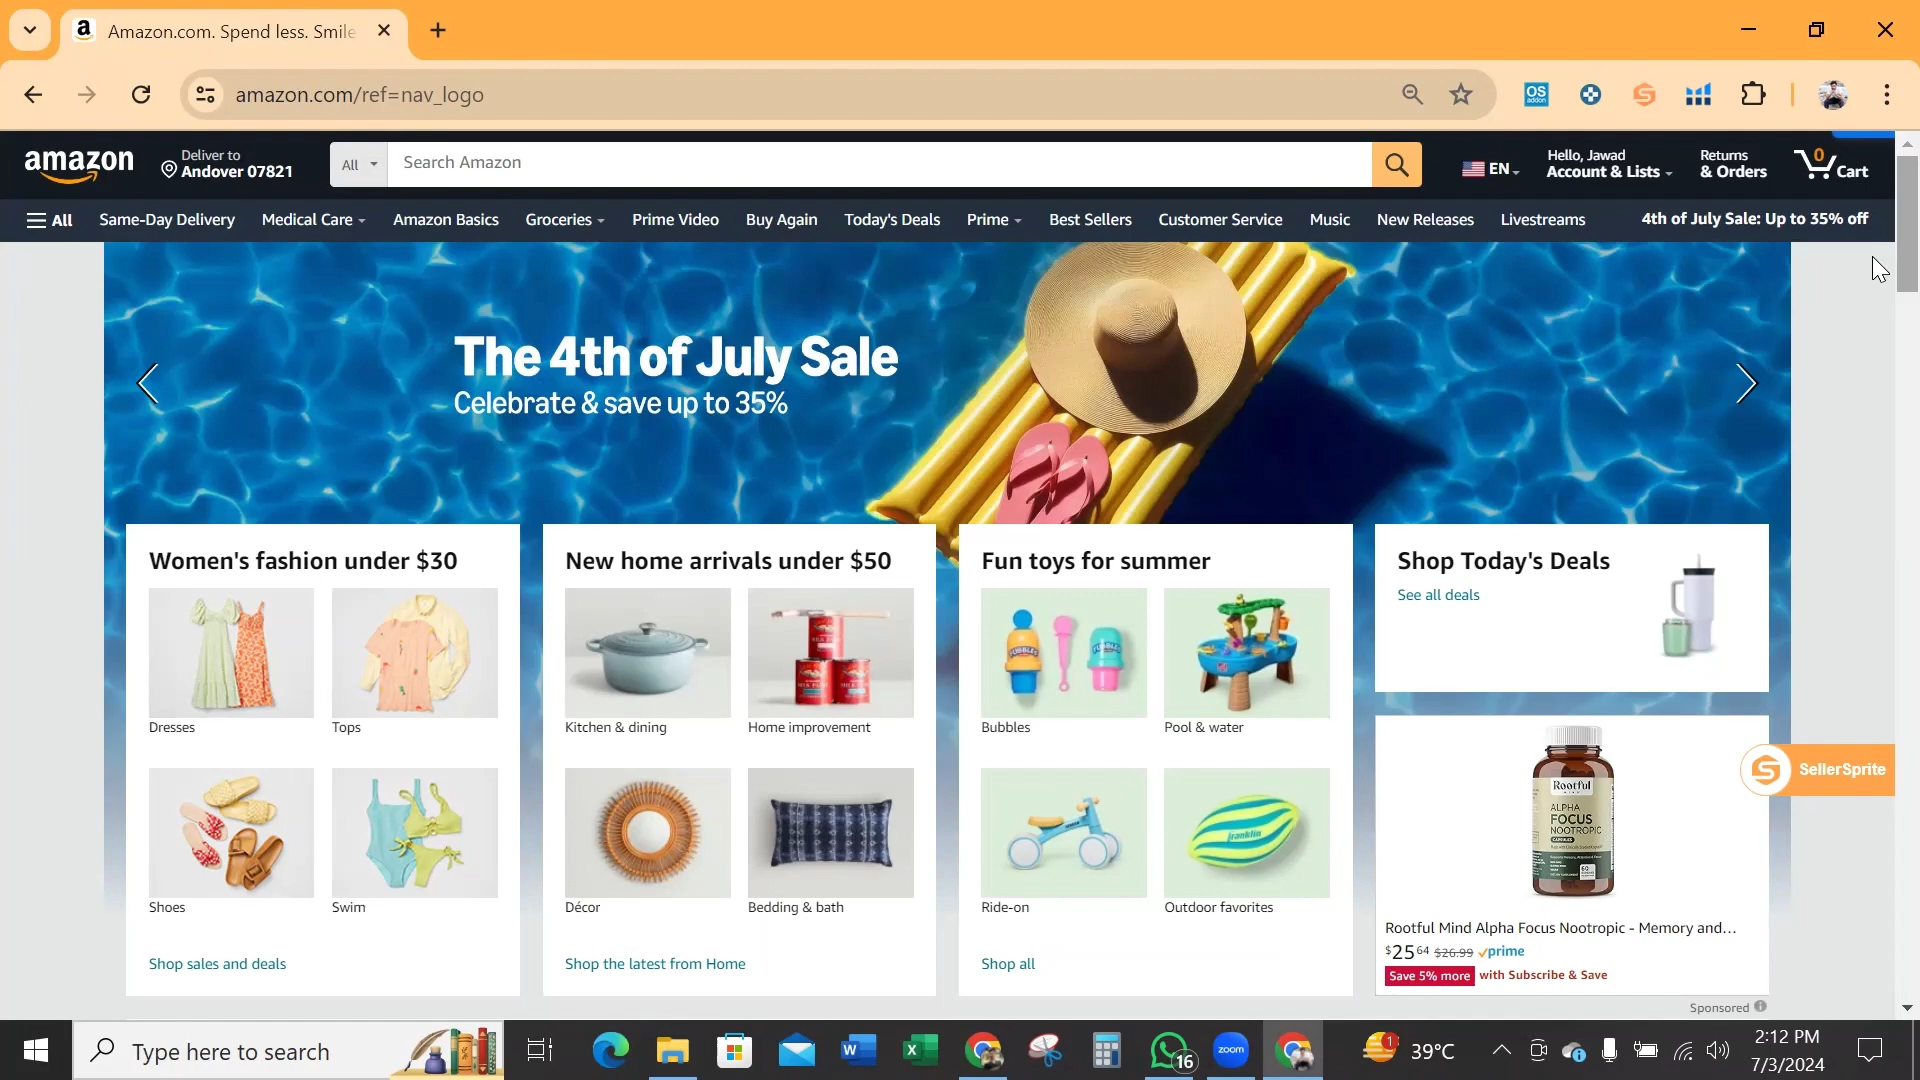 Amazon.com. Spend less. Smile
amazon.com/ref=nav_logo
OS
addon
amazon
Deliver to
Andover 07821
All
Search Amazon
EN
Hello, Jawad
Account & Lists
Returns
& Orders
0
Cart
All
Same-Day Delivery
Medical Care
Amazon Basics
Groceries
Prime Video
Buy Again
Today's Deals
Prime
Best Sellers
Customer Service
Music
New Releases
Livestreams
4th of July Sale: Up to 35% off
The 4th of July Sale
Celebrate & save up to 35%
Women's fashion under $30
Dresses
Tops
Shoes
Swim
Shop sales and deals
New home arrivals under $50
Kitchen & dining
Home improvement
Décor
Bedding & bath
Shop the latest from Home
Fun toys for summer
BUBBLES
Bubbles
Pool & water
Ride-on
franklin
Outdoor favorites
Shop all
Shop Today's Deals
See all deals
Rootful
ALPHA
FOCUS
NOOTROPIC
CAPSULES
60
Rootful Mind Alpha Focus Nootropic - Memory and…
$25 64 $26.99 prime
Save 5% more with Subscribe & Save
Sponsored
SellerSprite
Type here to search
16
zoom
1
39°C
2:12 PM
7/3/2024